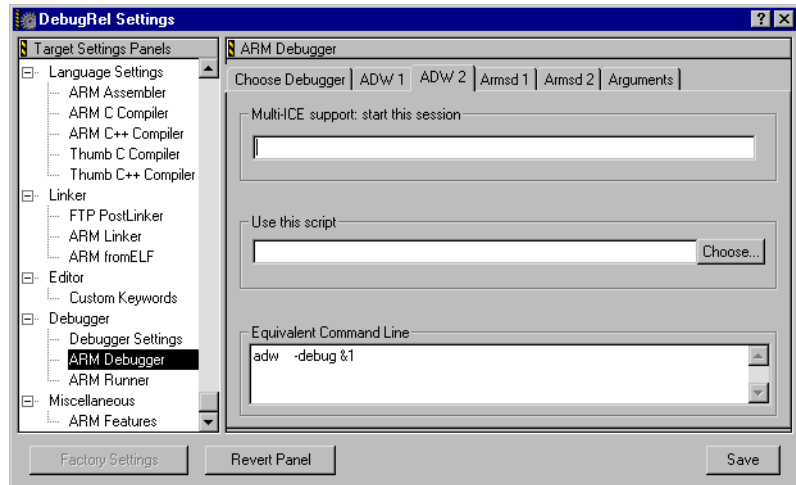 DebugRel Settings
Target Settings Panels
Language Settings
ARM Assembler
ARM C Compiler
ARM C++ Compiler
Thumb C Compiler
Thumb C++ Compiler
Linker
FTP PostLinker
ARM Linker
ARM fromELF
Editor
Custom Keywords
Debugger
Debugger Settings
ARM Debugger
ARM Runner
Miscellaneous
ARM Features
ARM Debugger
Choose Debugger ADW 1 ADW 2 Armsd 1 Armsd 2 Arguments
Multi-ICE support: start this session
Use this script
Choose...
Equivalent Command Line
adw -debug &1
Factory Settings Revert Panel Save